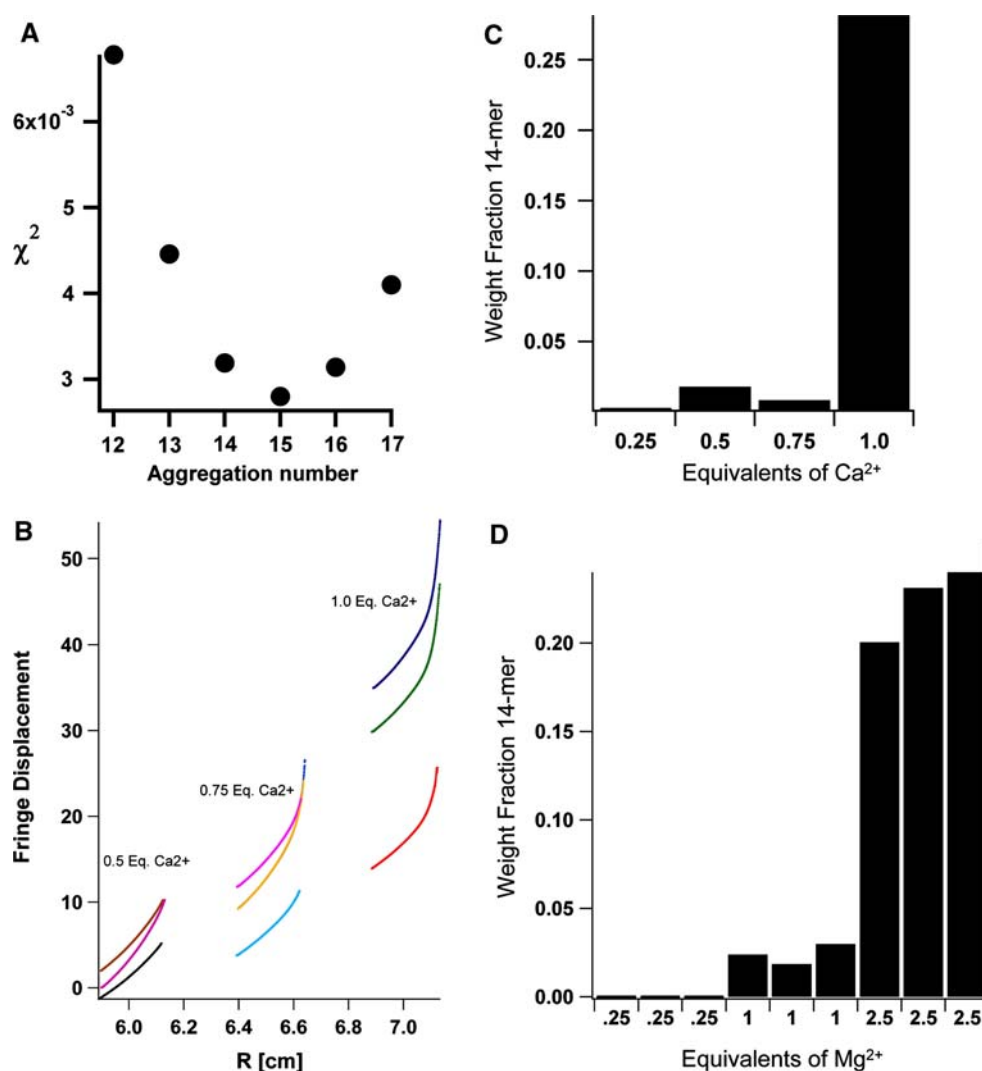 A
6x10⁻³
5
4
3
χ²
12 13 14 15 16 17
Aggregation number
C
0.25
0.20
0.15
0.10
0.05
Weight Fraction 14-mer
0.25 0.5 0.75 1.0
Equivalents of Ca²⁺
B
50
40
30
20
10
0
Fringe Displacement
1.0 Eq. Ca2+
0.75 Eq. Ca2+
0.5 Eq. Ca2+
6.0 6.2 6.4 6.6 6.8 7.0
R [cm]
D
0.20
0.15
0.10
0.05
0.00
Weight Fraction 14-mer
.25 .25 .25 1 1 1 2.5 2.5 2.5
Equivalents of Mg²⁺